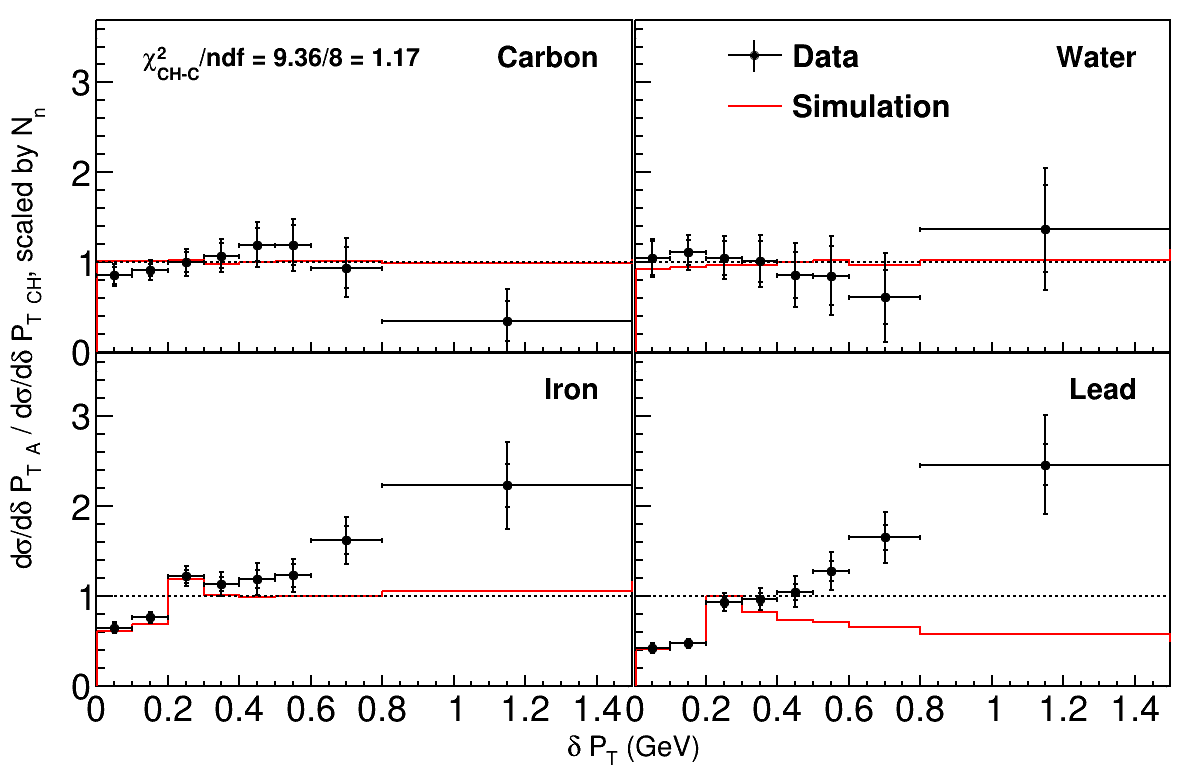 χ²CH-C/ndf = 9.36/8 = 1.17
Carbon
Data
Simulation
Water
Iron
Lead
3
2
1
0
3
2
1
0
0 0.2 0.4 0.6 0.8 1 1.2 1.4
0 0.2 0.4 0.6 0.8 1 1.2 1.4
dσ/dδ PT A / dσ/dδ PT CH, scaled by Nn
δ PT (GeV)